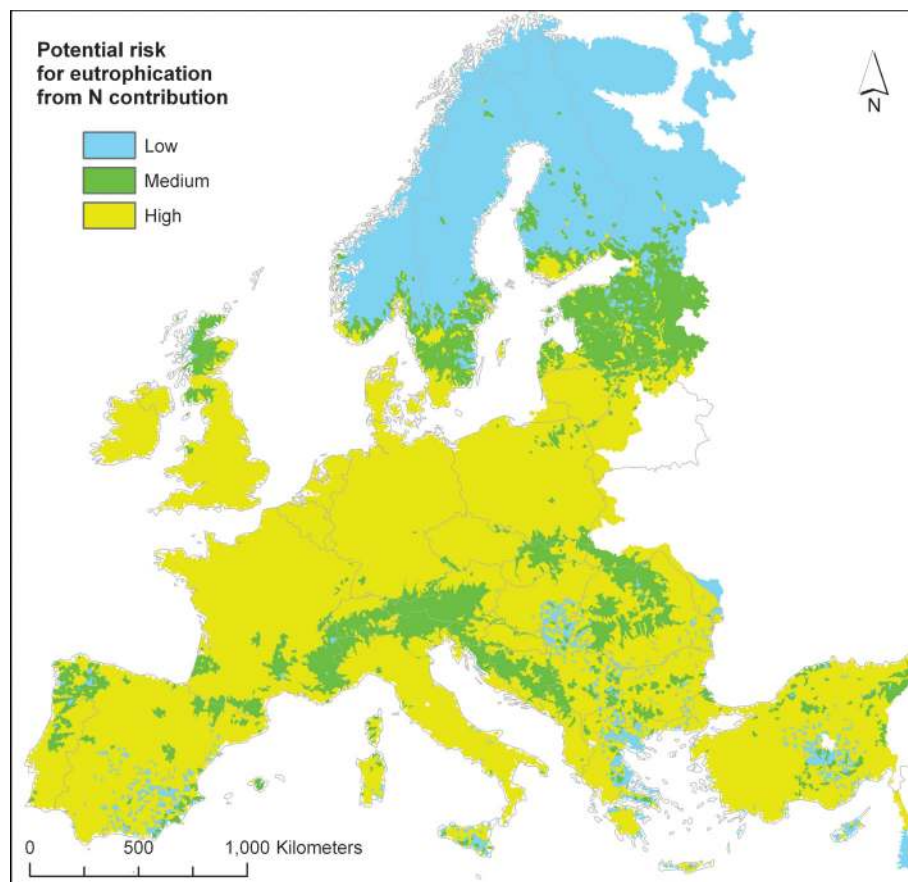 Potential risk
for eutrophication
from N contribution
Low
Medium
High
N
0 500 1,000 Kilometers